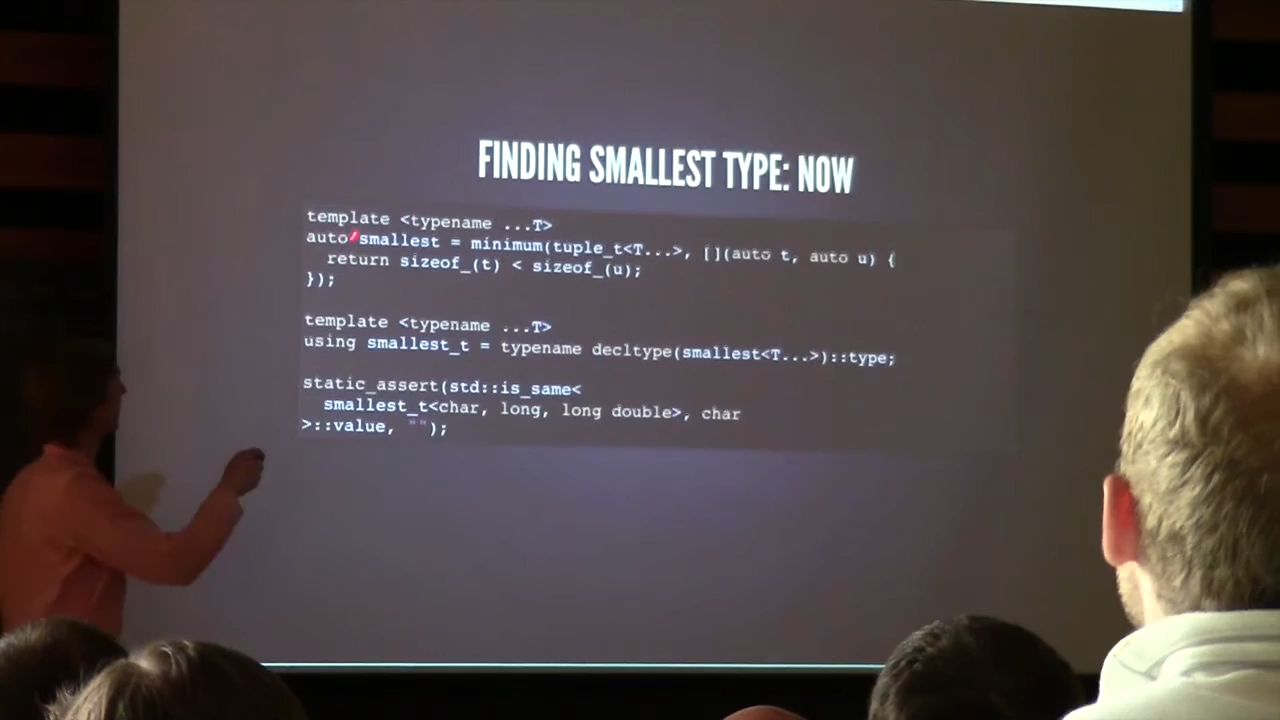 FINDING SMALLEST TYPE: NOW
template <typename ...T>
auto smallest = minimum(tuple_t<T...>, [](auto t, auto u) {
  return sizeof_(t) < sizeof_(u);
});
template <typename ...T>
using smallest_t = typename decltype(smallest<T...>)::type;
static_assert(std::is_same<
  smallest_t<char, long, long double>, char
>::value, "");